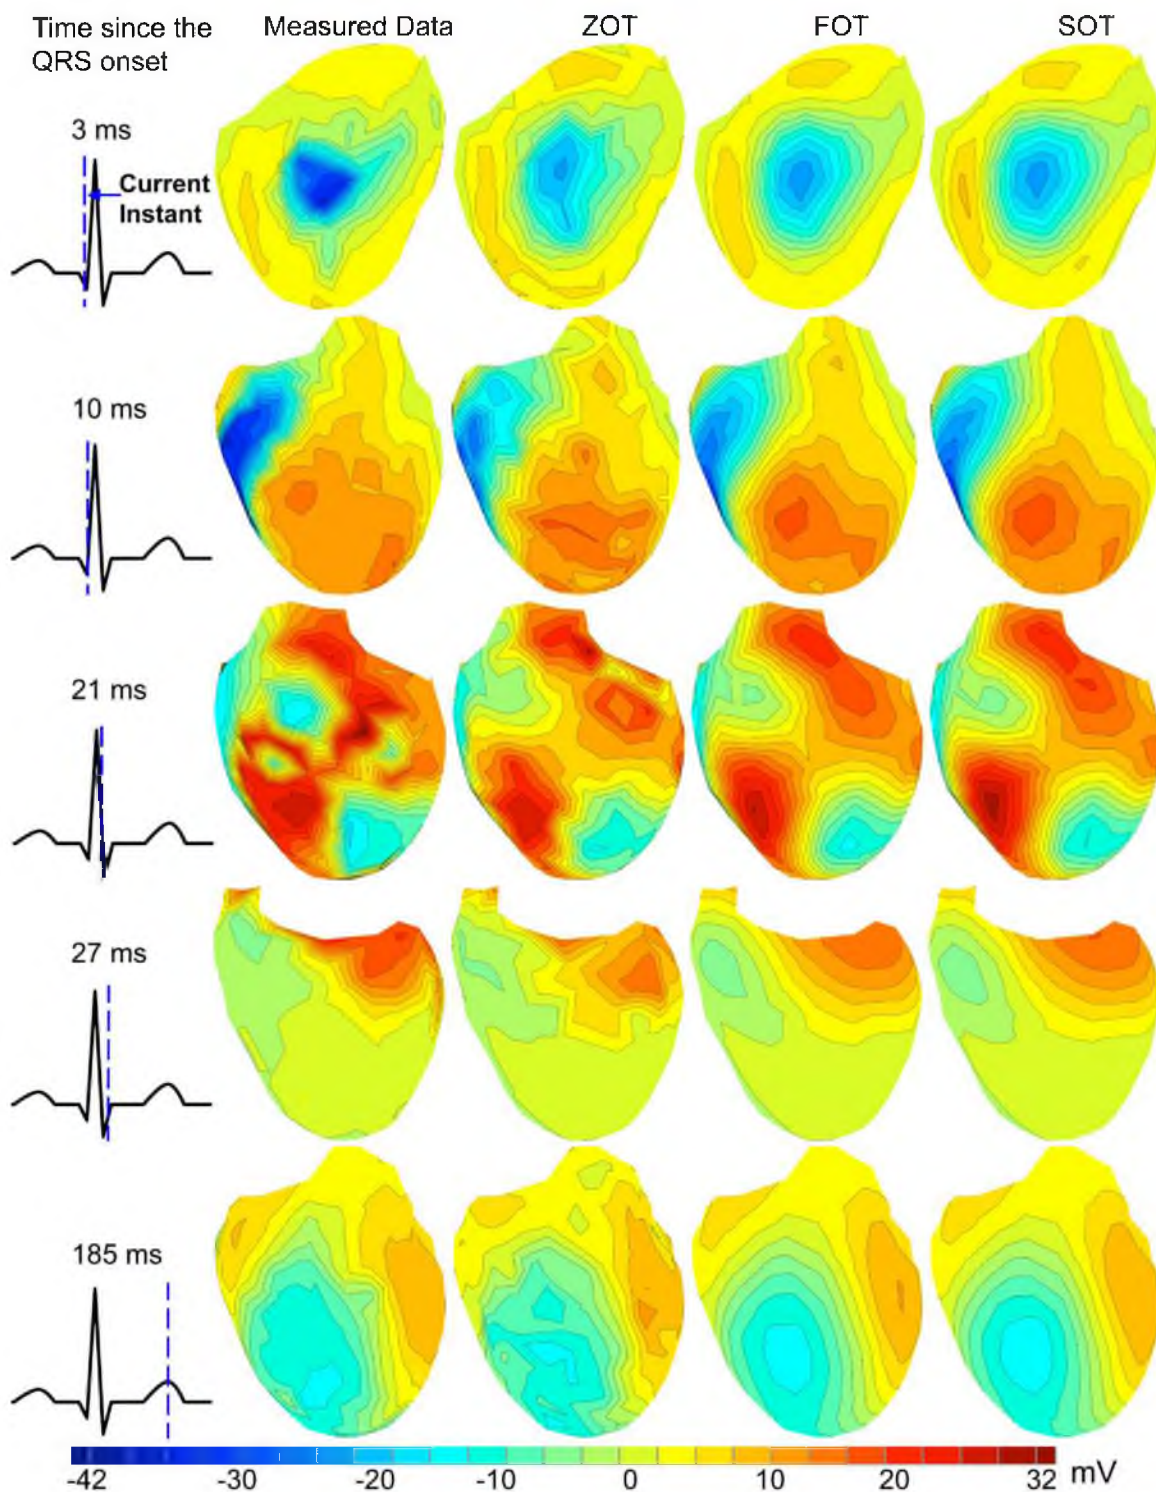 Time since the
QRS onset
Measured Data
ZOT
FOT
SOT
3 ms
Current
Instant
10 ms
21 ms
27 ms
185 ms
-42 -30 -20 -10 0 10 20 32 mV